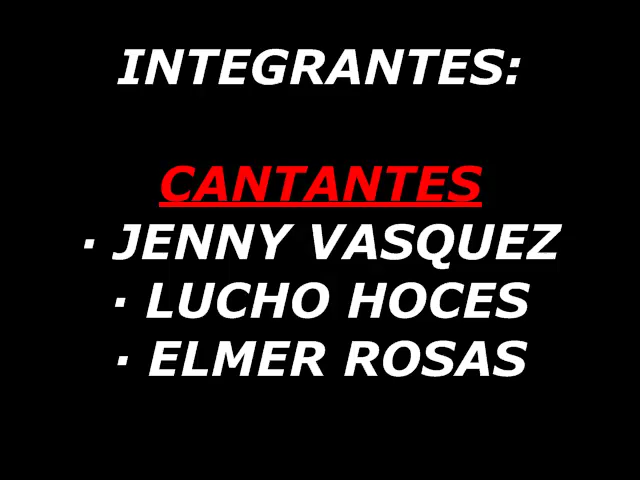 INTEGRANTES:
CANTANTES
· JENNY VASQUEZ
· LUCHO HOCES
· ELMER ROSAS